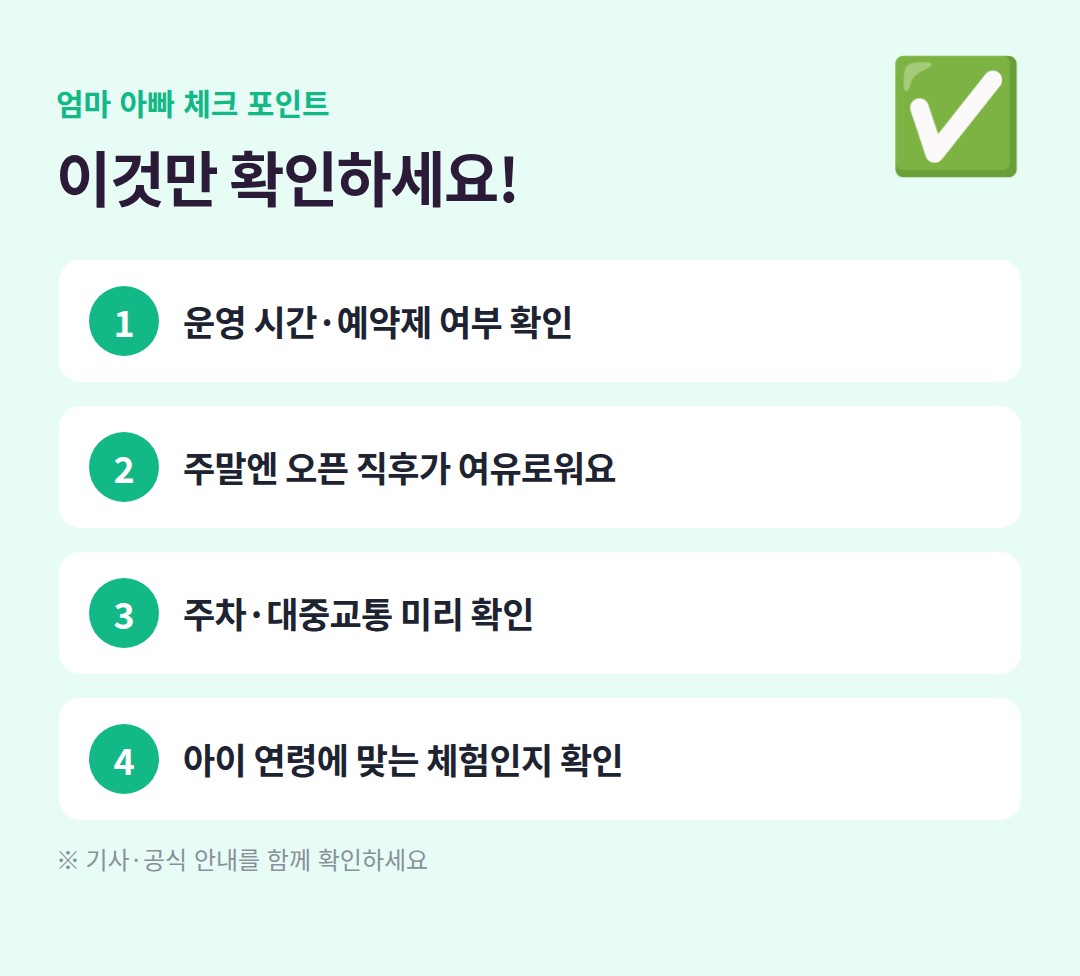 엄마 아빠 체크 포인트
이것만 확인하세요!
1 운영 시간·예약제 여부 확인
2 주말엔 오픈 직후가 여유로워요
3 주차·대중교통 미리 확인
4 아이 연령에 맞는 체험인지 확인
※ 기사·공식 안내를 함께 확인하세요